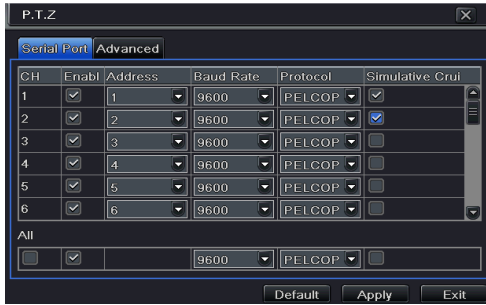 P.T.Z
Serial Port Advanced
CH Enabl Address Baud Rate Protocol Simulative Crui
1 1 9600 PELCOP
2 2 9600 PELCOP
3 3 9600 PELCOP
4 4 9600 PELCOP
5 5 9600 PELCOP
6 6 9600 PELCOP
All
9600 PELCOP
Default Apply Exit